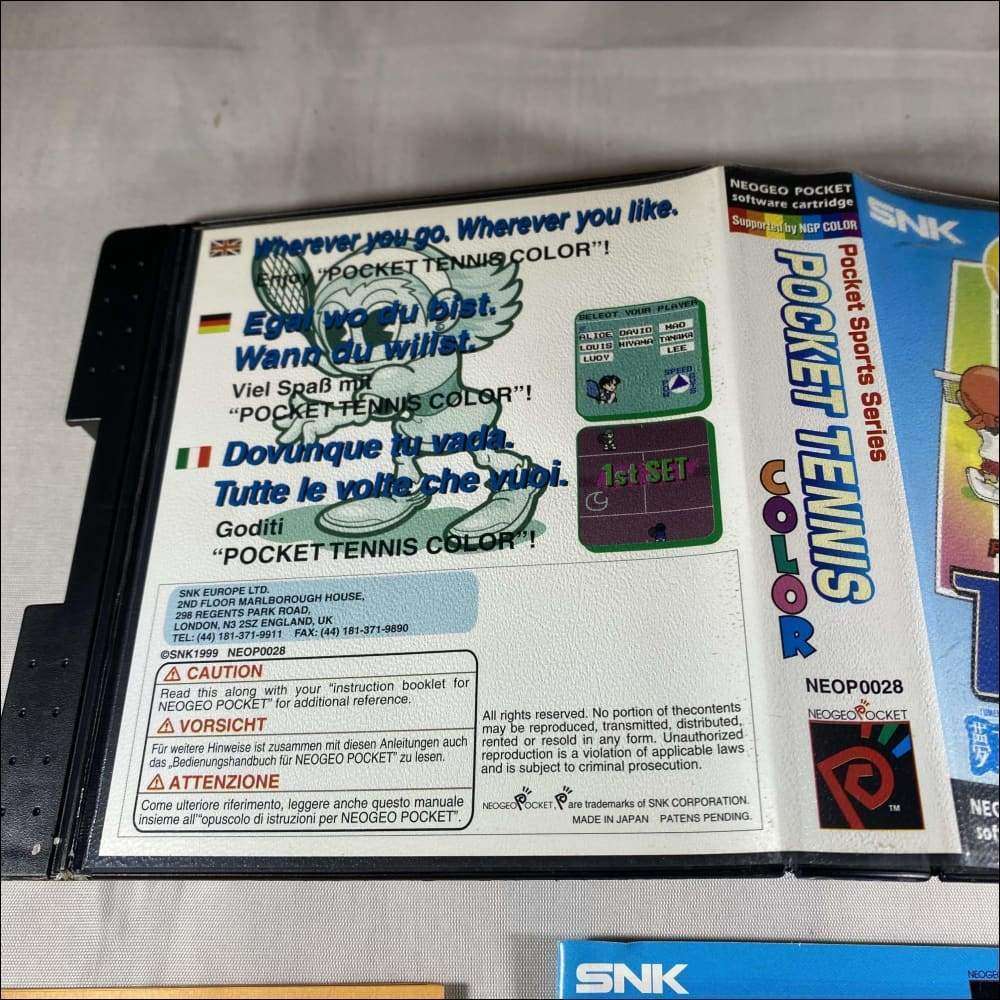 Wherever you go. Wherever you like.
Enjoy "POCKET TENNIS COLOR"!
Egal wo du bist.
Wann du willst.
Viel Spaß mit
"POCKET TENNIS COLOR"!
Dovunque tu vada.
Tutte le volte che vuoi.
Goditi
"POCKET TENNIS COLOR"!
SELECT YOUR PLAYER
ALICE DAVID MAO
LOUIS HIYAMA TANAKA
LUCY LEE
SPEED
1st SET
SNK EUROPE LTD.
2ND FLOOR MARLBOROUGH HOUSE,
298 REGENTS PARK ROAD,
LONDON, N3 2SZ ENGLAND, UK
TEL: (44) 181-371-9911 FAX: (44) 181-371-9890
©SNK1999 NEOP0028
CAUTION
Read this along with your "instruction booklet for
NEOGEO POCKET" for additional reference.
VORSICHT
Für weitere Hinweise ist zusammen mit diesen Anleitungen auch
das „Bedienungshandbuch für NEOGEO POCKET" zu lesen.
ATTENZIONE
Come ulteriore riferimento, leggere anche questo manuale
insieme all'"opuscolo di istruzioni per NEOGEO POCKET".
All rights reserved. No portion of thecontents
may be reproduced, transmitted, distributed,
rented or resold in any form. Unauthorized
reproduction is a violation of applicable laws
and is subject to criminal prosecution.
NEOGEO POCKET, P are trademarks of SNK CORPORATION.
MADE IN JAPAN PATENS PENDING.
NEOGEO POCKET
software cartridge
Supported by NGP COLOR
Pocket Sports Series
POCKET TENNIS
COLOR
NEOP0028
NEOGEO POCKET
TM
SNK
SNK